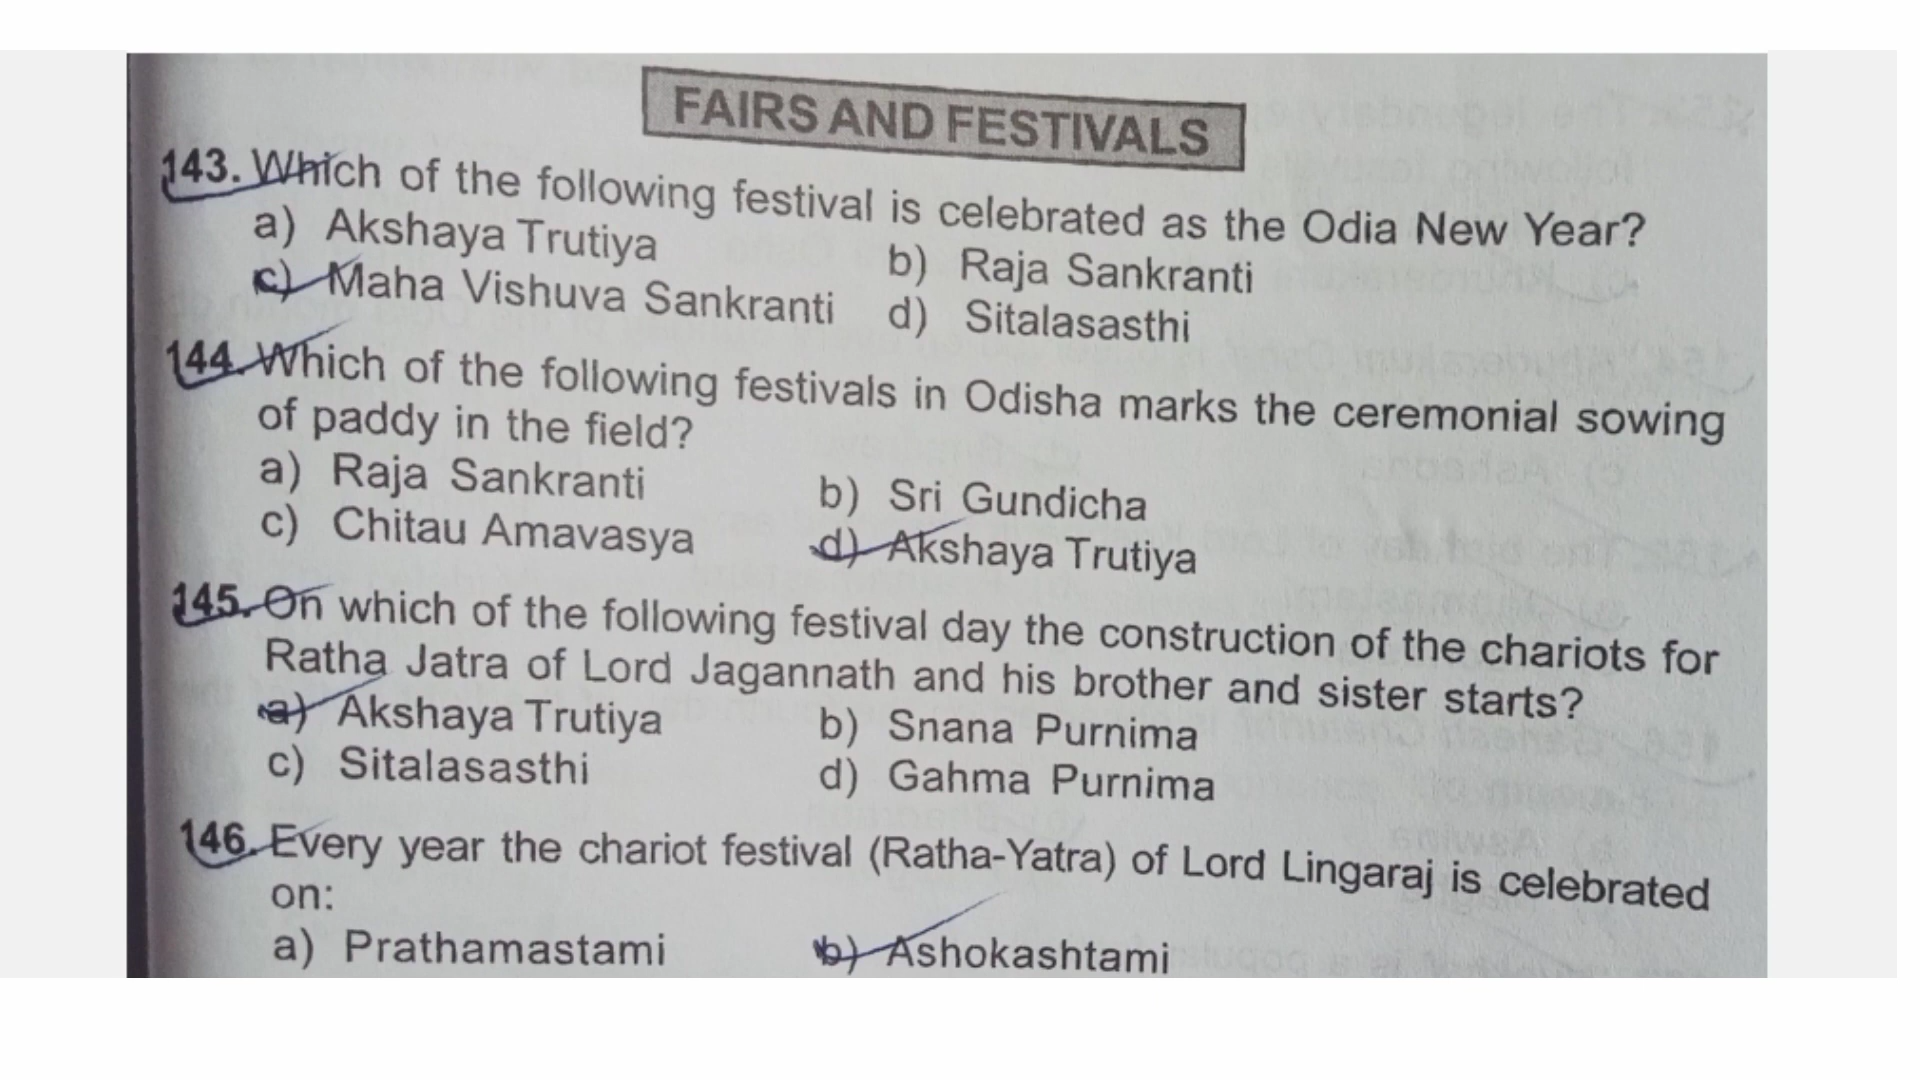 FAIRS AND FESTIVALS
143. Which of the following festival is celebrated as the Odia New Year?
a) Akshaya Trutiya b) Raja Sankranti
c) Maha Vishuva Sankranti d) Sitalasasthi
144. Which of the following festivals in Odisha marks the ceremonial sowing
of paddy in the field?
a) Raja Sankranti b) Sri Gundicha
c) Chitau Amavasya d) Akshaya Trutiya
145. On which of the following festival day the construction of the chariots for
Ratha Jatra of Lord Jagannath and his brother and sister starts?
a) Akshaya Trutiya b) Snana Purnima
c) Sitalasasthi d) Gahma Purnima
146. Every year the chariot festival (Ratha-Yatra) of Lord Lingaraj is celebrated
on:
a) Prathamastami b) Ashokashtami